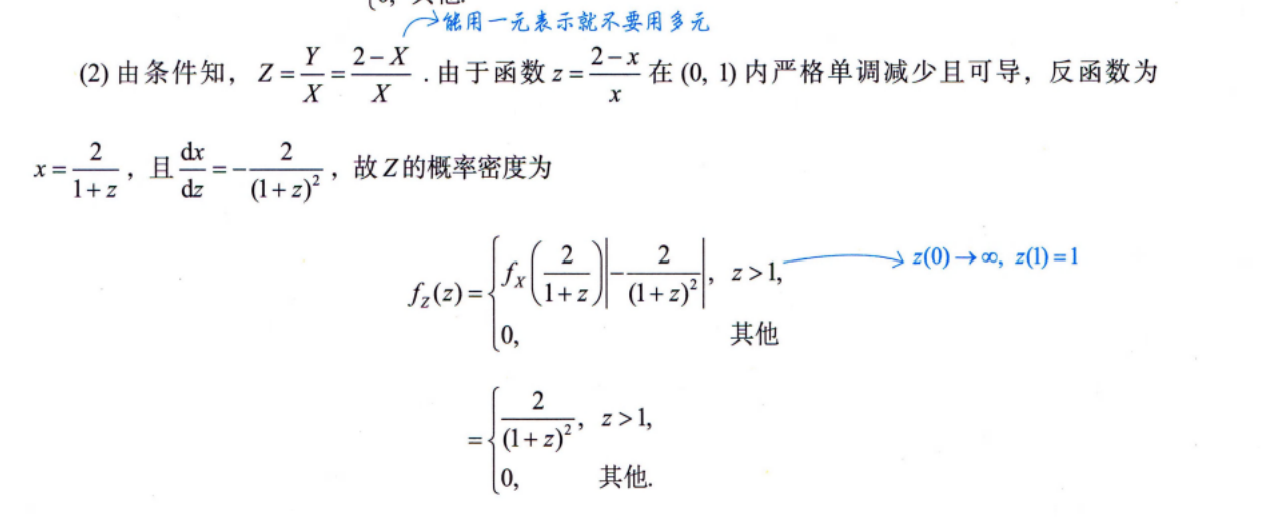 能用一元表示就不要用多元
(2) 由条件知，Z=Y/X=(2-X)/X . 由于函数 z=(2-x)/x 在 (0, 1) 内严格单调减少且可导，反函数为
x=2/(1+z)，且 dx/dz=-2/(1+z)²，故 Z 的概率密度为
f_Z(z)={f_X(2/(1+z))|-2/(1+z)²|, z>1, z(0)→∞, z(1)=1
0, 其他
={2/(1+z)², z>1,
0, 其他.